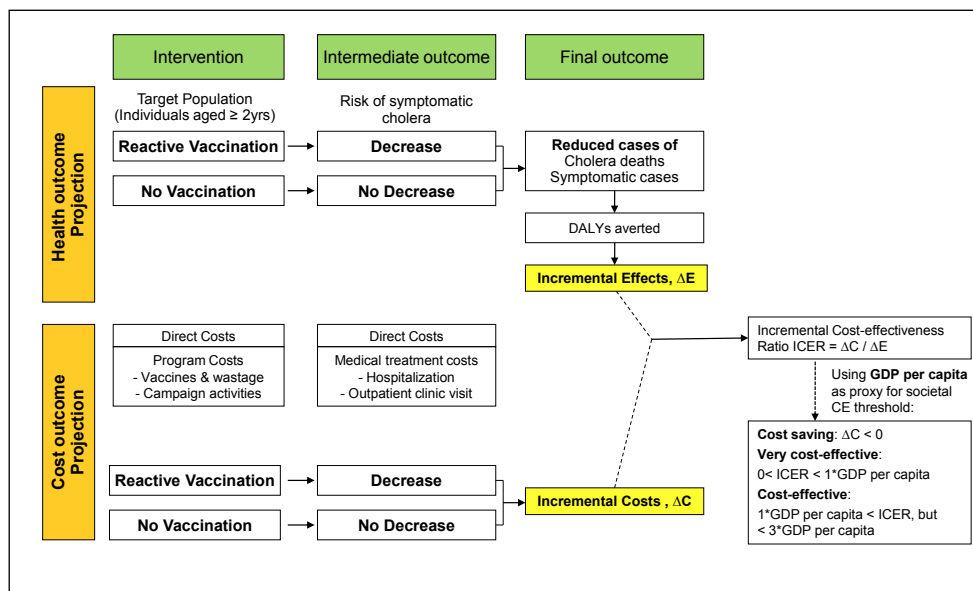 Intervention
Intermediate outcome
Final outcome
Health outcome
Projection
Target Population
(Individuals aged ≥ 2yrs)
Risk of symptomatic
cholera
Reactive Vaccination
Decrease
No Vaccination
No Decrease
Reduced cases of
Cholera deaths
Symptomatic cases
DALYs averted
Incremental Effects, ΔE
Cost outcome
Projection
Direct Costs
Program Costs
- Vaccines & wastage
- Campaign activities
Direct Costs
Medical treatment costs
- Hospitalization
- Outpatient clinic visit
Reactive Vaccination
Decrease
No Vaccination
No Decrease
Incremental Costs , ΔC
Incremental Cost-effectiveness
Ratio ICER = ΔC / ΔE
Using GDP per capita
as proxy for societal
CE threshold:
Cost saving: ΔC < 0
Very cost-effective:
0< ICER < 1*GDP per capita
Cost-effective:
1*GDP per capita < ICER, but
< 3*GDP per capita